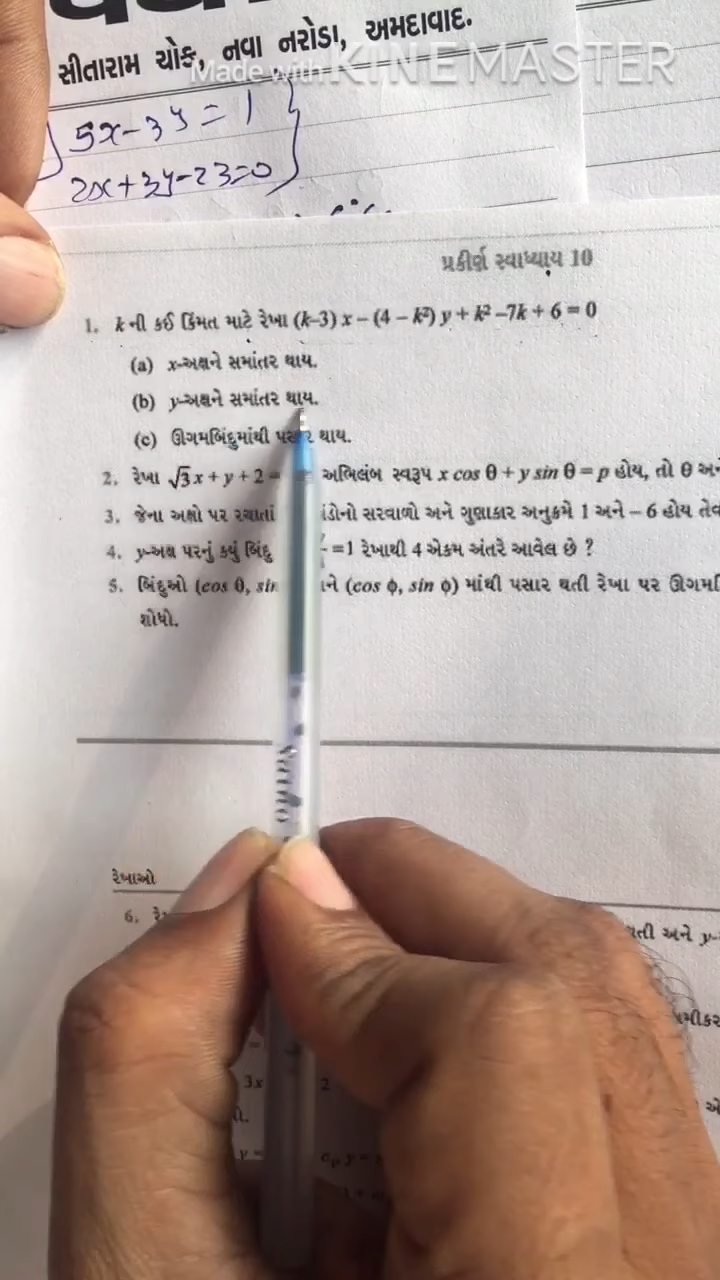 સીતારામ ચોક, નવા નરોડા, અમદાવાદ.
Made with KINEMASTER
5x-3y=1
2x+3y-23=0
પ્રકીર્ણ સ્વાધ્યાય 10
1. k ની કઈ કિંમત માટે રેખા (k–3) x – (4 – k²) y + k² –7k + 6 = 0
(a) x-અક્ષને સમાંતર થાય.
(b) y-અક્ષને સમાંતર થાય.
(c) ઊગમબિંદુમાંથી પસાર થાય.
2. રેખા √3 x + y + 2 = અભિલંબ સ્વરૂપ x cos θ + y sin θ = p હોય, તો θ અને
3. જેના અક્ષો પર રચાતાં સરવાળો અને ગુણાકાર અનુક્રમે 1 અને – 6 હોય તેવ
4. y-અક્ષ પરનું કયું બિંદુ =1 રેખાથી 4 એકમ અંતરે આવેલ છે ?
5. બિંદુઓ (cos θ, sin (cos ϕ, sin ϕ) માંથી પસાર થતી રેખા પર ઊગમ
શોધો.
રેખાઓ
6. અને y-
3x 2